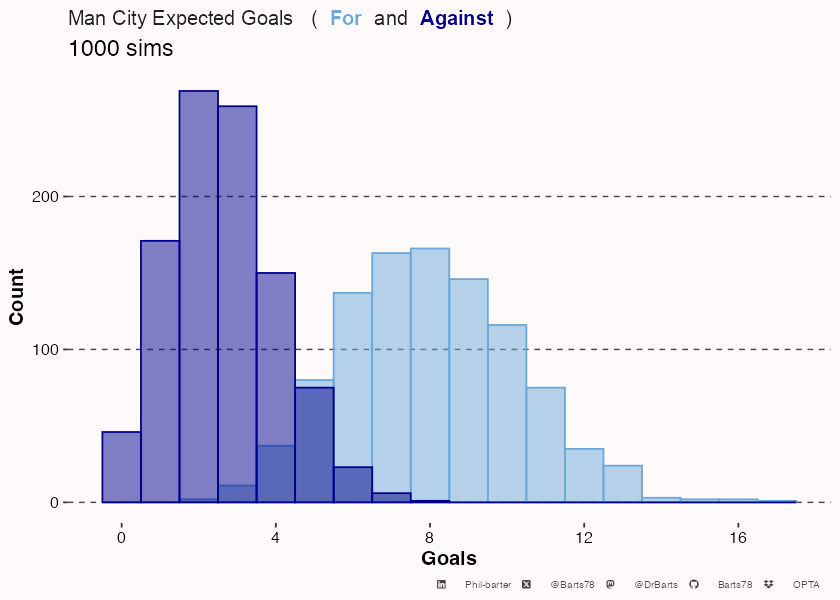 Man City Expected Goals ( For and Against )
1000 sims
Count
200
100
0
0 4 8 12 16
Goals
Phil-barter @Barts78 @DrBarts Barts78 OPTA